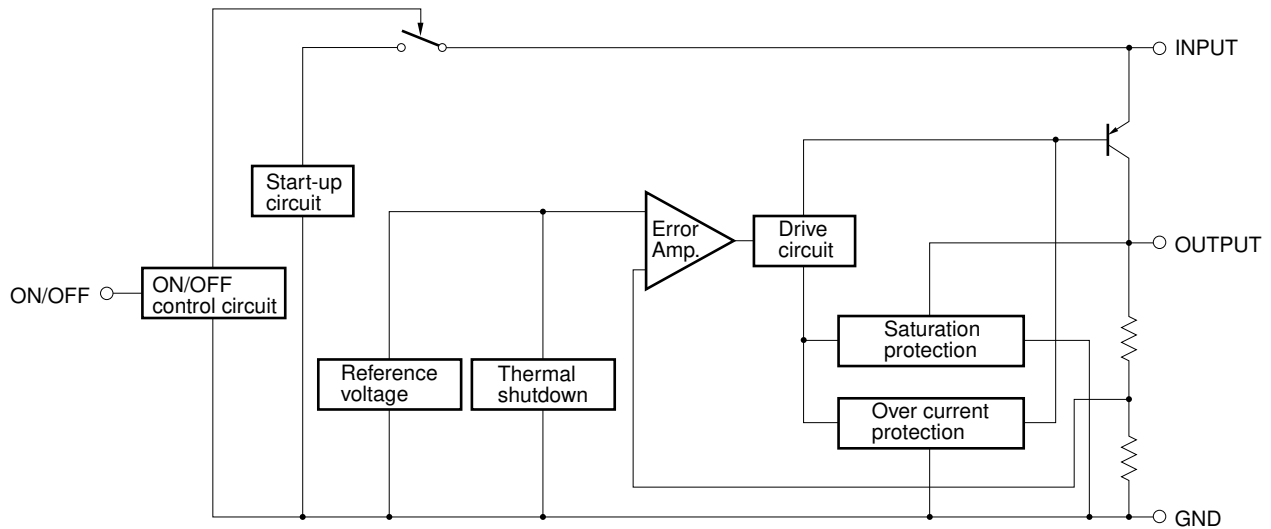 INPUT
Start-up
circuit
Error
Amp.
Drive
circuit
OUTPUT
ON/OFF
ON/OFF
control circuit
Saturation
protection
Reference
voltage
Thermal
shutdown
Over current
protection
GND